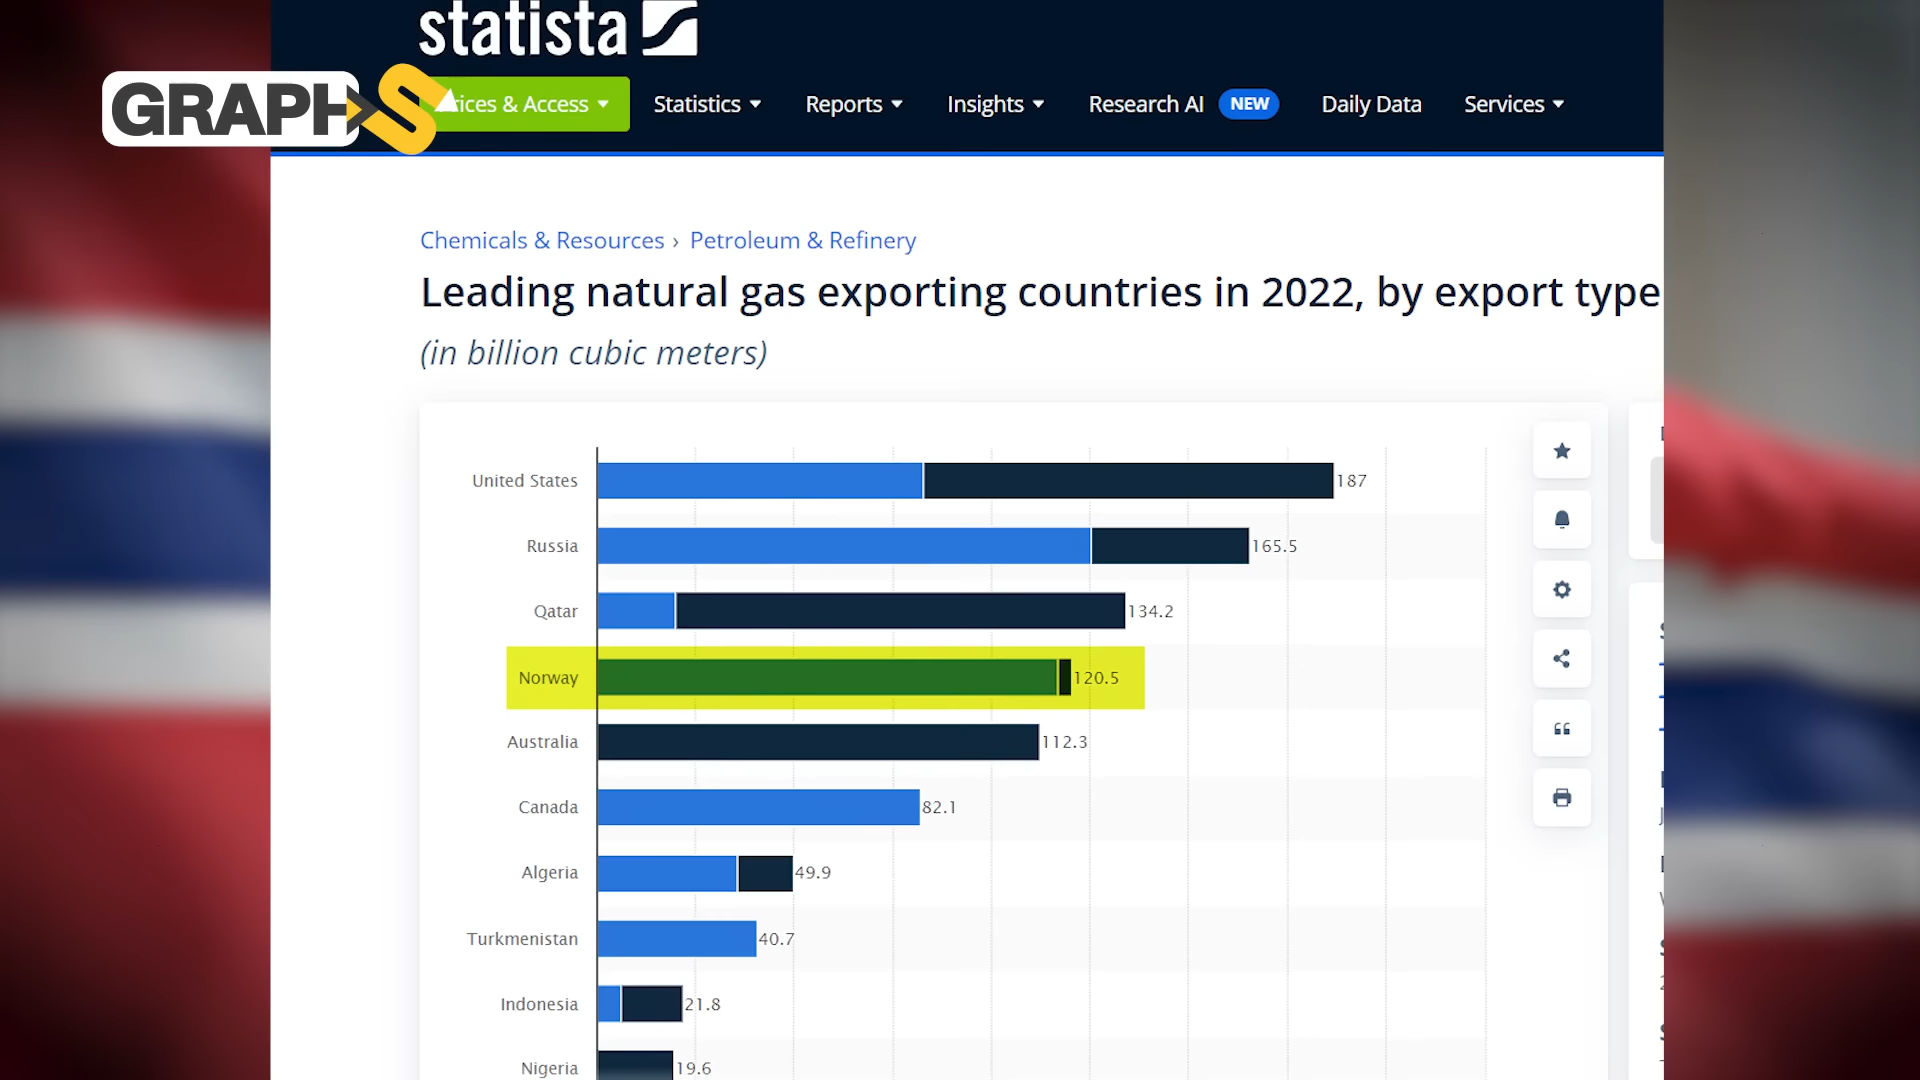 statista
GRAPHS
ices & Access
Statistics
Reports
Insights
Research AI
NEW
Daily Data
Services
Chemicals & Resources › Petroleum & Refinery
Leading natural gas exporting countries in 2022, by export type
(in billion cubic meters)
United States 187
Russia 165.5
Qatar 134.2
Norway 120.5
Australia 112.3
Canada 82.1
Algeria 49.9
Turkmenistan 40.7
Indonesia 21.8
Nigeria 19.6